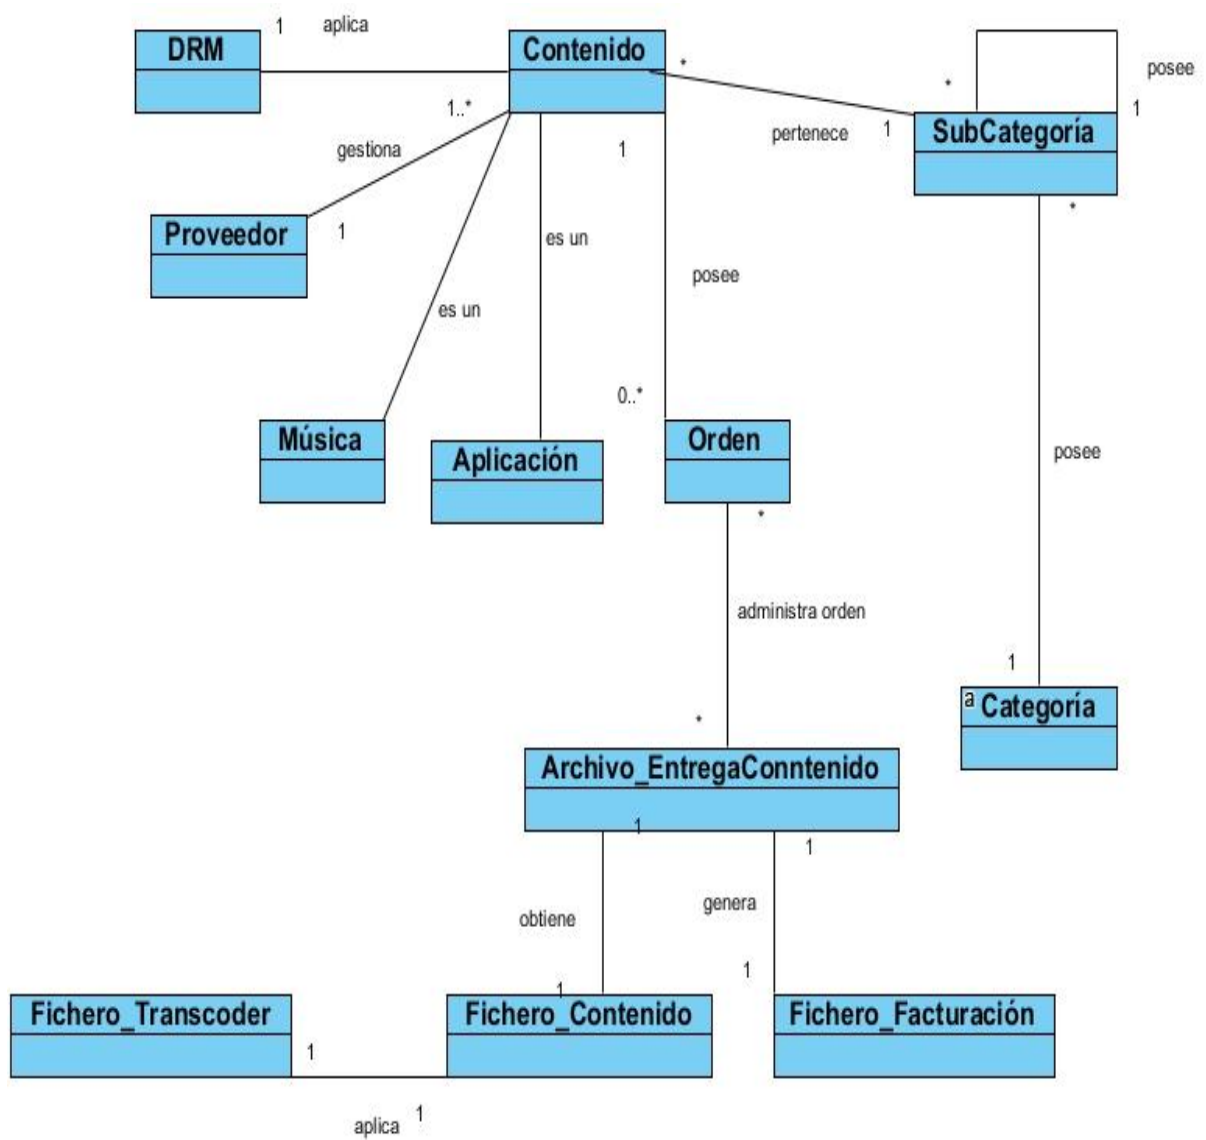 1
aplica
DRM
Contenido
*
posee
*
1
1..*
pertenece
1
SubCategoría
gestiona
1
*
Proveedor
1
es un
posee
es un
0..*
Música
Aplicación
Orden
posee
*
administra orden
1
a
Categoría
*
Archivo_EntregaConntenido
1
1
obtiene
genera
1
1
Fichero_Transcoder
Fichero_Contenido
Fichero_Facturación
1
aplica
1